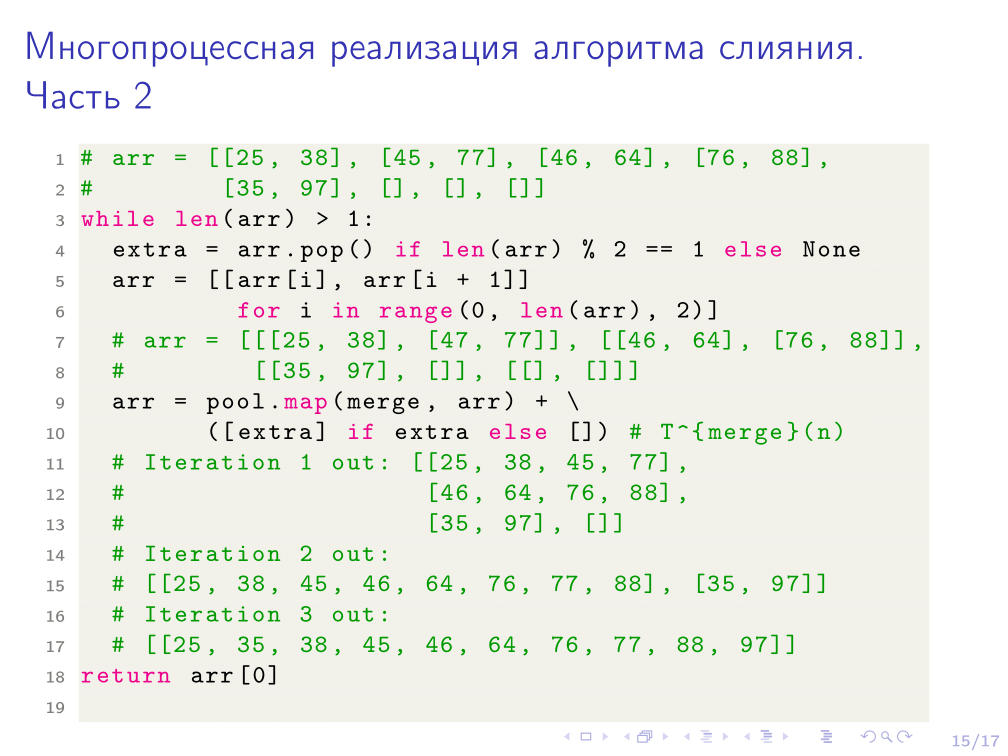 Многопроцессная реализация алгоритма слияния.
Часть 2
1 # arr = [[25, 38], [45, 77], [46, 64], [76, 88],
2 #         [35, 97], [], [], []]
3 while len(arr) > 1:
4   extra = arr.pop() if len(arr) % 2 == 1 else None
5   arr = [[arr[i], arr[i + 1]]
6           for i in range(0, len(arr), 2)]
7   # arr = [[[25, 38], [47, 77]], [[46, 64], [76, 88]],
8   #         [[35, 97], []], [[], []]]
9   arr = pool.map(merge, arr) + \
10         ([extra] if extra else []) # T^{merge}(n)
11   # Iteration 1 out: [[25, 38, 45, 77],
12   #                    [46, 64, 76, 88],
13   #                    [35, 97], []]
14   # Iteration 2 out:
15   # [[25, 38, 45, 46, 64, 76, 77, 88], [35, 97]]
16   # Iteration 3 out:
17   # [[25, 35, 38, 45, 46, 64, 76, 77, 88, 97]]
18 return arr[0]
19
15/17